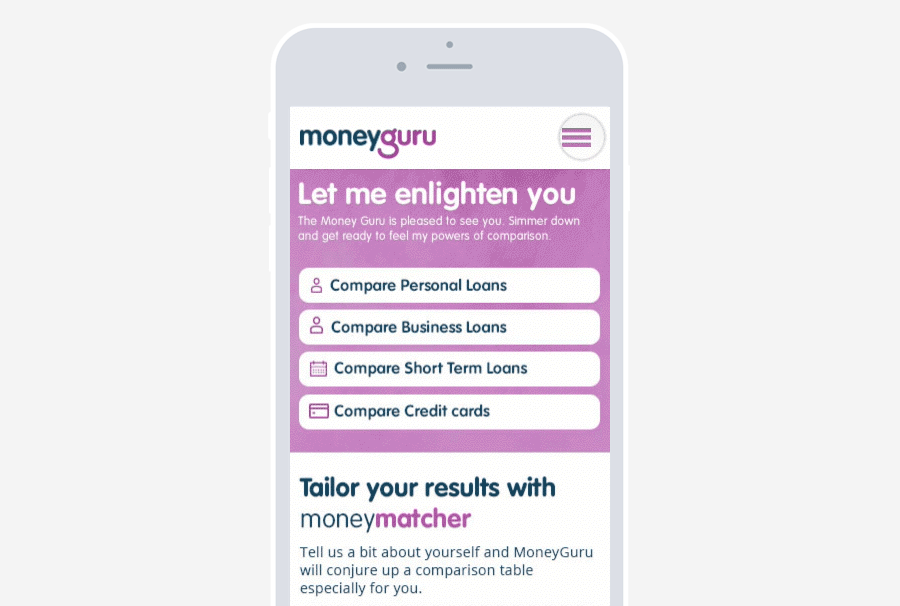 moneyguru
Let me enlighten you
The Money Guru is pleased to see you. Simmer down
and get ready to feel my powers of comparison.
Compare Personal Loans
Compare Business Loans
Compare Short Term Loans
Compare Credit cards
Tailor your results with
moneymatcher
Tell us a bit about yourself and MoneyGuru
will conjure up a comparison table
especially for you.